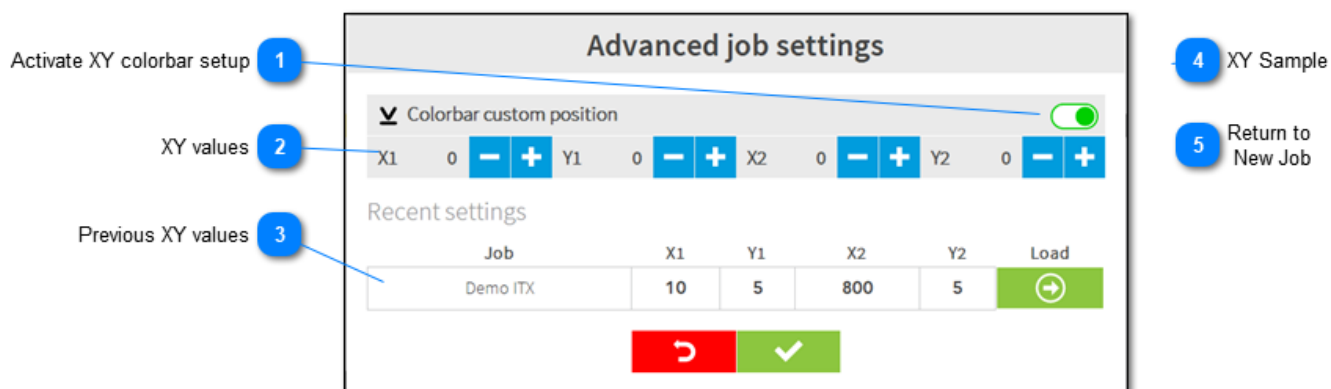 Advanced job settings
Activate XY colorbar setup 1
4 XY Sample
Colorbar custom position
XY values 2
X1 0 Y1 0 X2 0 Y2 0
5 Return to
New Job
Recent settings
Previous XY values 3
Job X1 Y1 X2 Y2 Load
Demo ITX 10 5 800 5